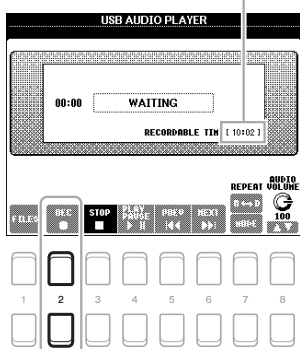 USB AUDIO PLAYER
00:00 WAITING
RECORDABLE TIM [ 10:02 ]
REPEAT AUDIO VOLUME
FILES REC STOP PLAY PAUSE PREV NEXT MODE 100
1 2 3 4 5 6 7 8